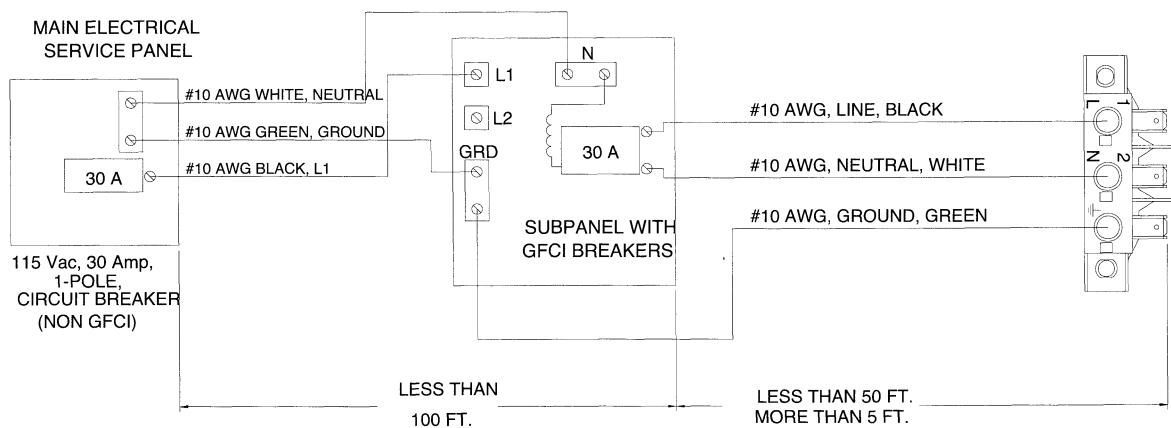 MAIN ELECTRICAL
SERVICE PANEL
#10 AWG WHITE, NEUTRAL
#10 AWG GREEN, GROUND
#10 AWG BLACK, L1
30 A
115 Vac, 30 Amp,
1-POLE,
CIRCUIT BREAKER
(NON GFCI)
L1
N
L2
GRD
30 A
SUBPANEL WITH
GFCI BREAKERS
#10 AWG, LINE, BLACK
#10 AWG, NEUTRAL, WHITE
#10 AWG, GROUND, GREEN
L 1
N 2
LESS THAN
100 FT.
LESS THAN 50 FT.
MORE THAN 5 FT.